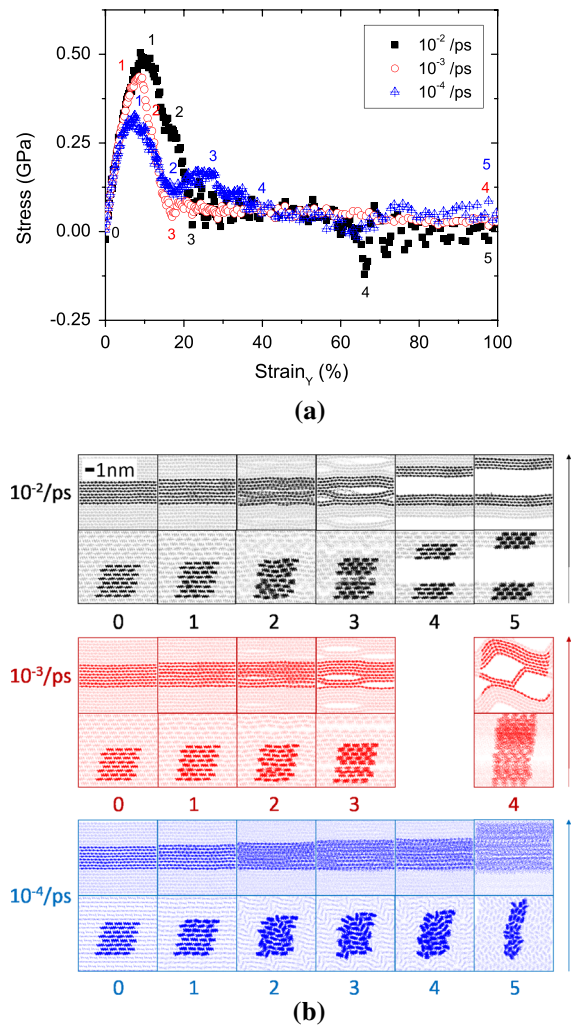 0.50
0.25
0.00
-0.25
0
20
40
60
80
100
Stress (GPa)
Strain_Y (%)
10^-2 /ps
10^-3 /ps
10^-4 /ps
1
1
1
2
2
2
3
3
3
4
4
4
5
5
0
(a)
1nm
10^-2/ps
0 1 2 3 4 5
10^-3/ps
0 1 2 3 4
10^-4/ps
0 1 2 3 4 5
(b)